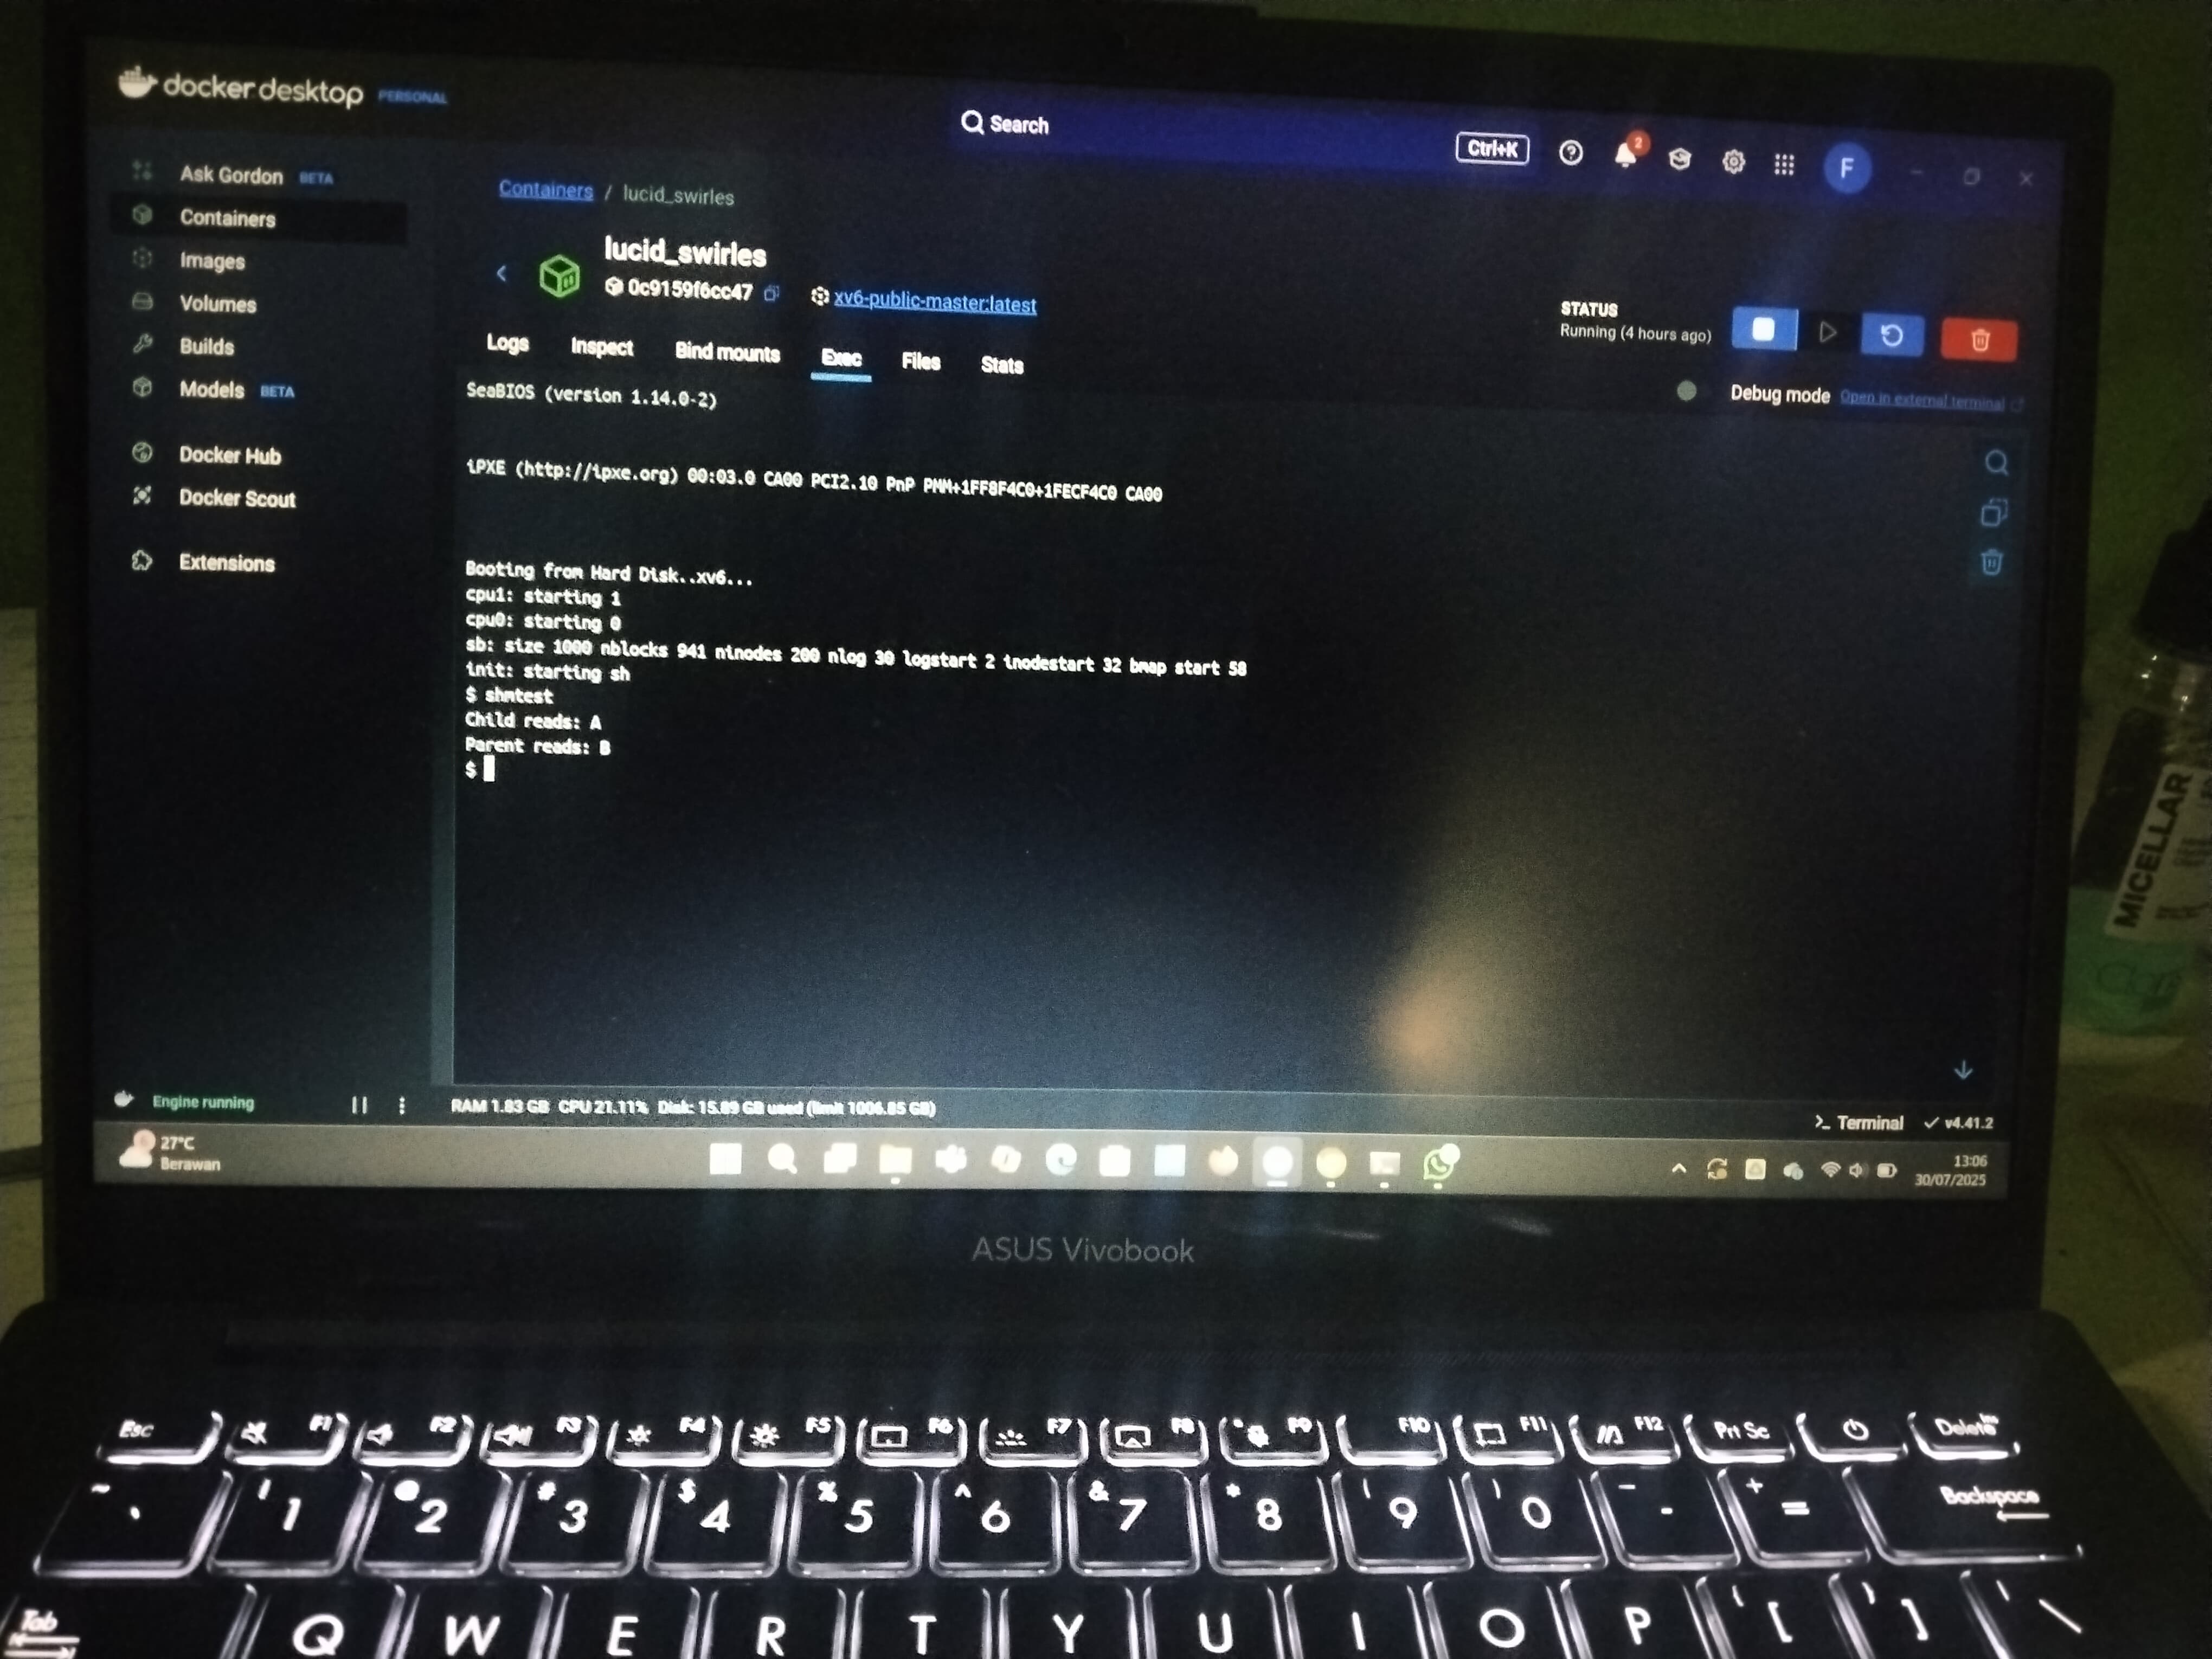 docker desktop PERSONAL
Search
Ctrl+K
2
F
Ask Gordon BETA
Containers
Images
Volumes
Builds
Models BETA
Docker Hub
Docker Scout
Extensions
Containers / lucid_swirles
lucid_swirles
0c9159f6cc47
xv6-public-master:latest
STATUS
Running (4 hours ago)
Logs Inspect Bind mounts Exec Files Stats
Debug mode Open in external terminal
SeaBIOS (version 1.14.0-2)
iPXE (http://ipxe.org) 00:03.0 CA00 PCI2.10 PnP PMM+1FF8F4C0+1FECF4C0 CA00
Booting from Hard Disk..xv6...
cpu1: starting 1
cpu0: starting 0
sb: size 1000 nblocks 941 ninodes 200 nlog 30 logstart 2 inodestart 32 bmap start 58
init: starting sh
$ shmtest
Child reads: A
Parent reads: B
$
Engine running
RAM 1.83 GB CPU 21.11% Disk: 15.89 GB used (limit 1006.85 GB)
>_ Terminal
v4.41.2
27°C
Berawan
13:06
30/07/2025
ASUS Vivobook
MICELLAR
Esc F1 F2 F3 F4 F5 F6 F7 F8 F9 F10 F11 F12 Prt Sc Delete
~ ! 1 2 # 3 $ 4 % 5 ^ 6 & 7 * 8 ( 9 ) 0 - + = Backspace
Tab Q W E R T Y U I O P [ ] \